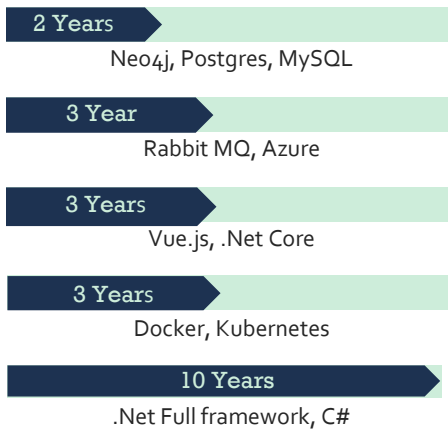 2 Years
Neo4j, Postgres, MySQL
3 Year
Rabbit MQ, Azure
3 Years
Vue.js, .Net Core
3 Years
Docker, Kubernetes
10 Years
.Net Full framework, C#